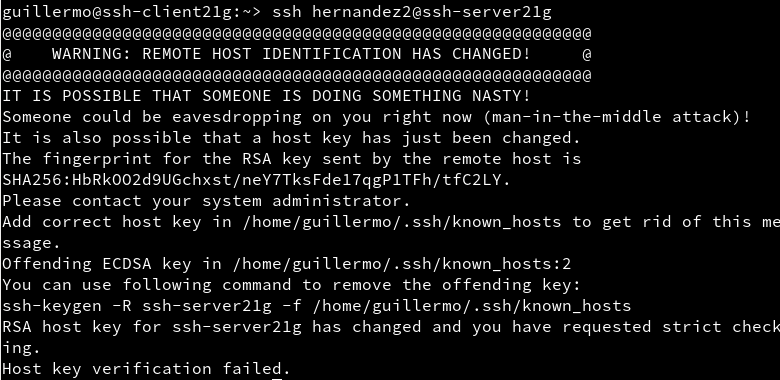 guillermo@ssh-client21g:~> ssh hernandez2@ssh-server21g
@@@@@@@@@@@@@@@@@@@@@@@@@@@@@@@@@@@@@@@@@@@@@@@@@@@@@@@@@@@
@    WARNING: REMOTE HOST IDENTIFICATION HAS CHANGED!     @
@@@@@@@@@@@@@@@@@@@@@@@@@@@@@@@@@@@@@@@@@@@@@@@@@@@@@@@@@@@
IT IS POSSIBLE THAT SOMEONE IS DOING SOMETHING NASTY!
Someone could be eavesdropping on you right now (man-in-the-middle attack)!
It is also possible that a host key has just been changed.
The fingerprint for the RSA key sent by the remote host is
SHA256:HbRkOO2d9UGchxst/neY7TksFde17qgP1TFh/tfC2LY.
Please contact your system administrator.
Add correct host key in /home/guillermo/.ssh/known_hosts to get rid of this me
ssage.
Offending ECDSA key in /home/guillermo/.ssh/known_hosts:2
You can use following command to remove the offending key:
ssh-keygen -R ssh-server21g -f /home/guillermo/.ssh/known_hosts
RSA host key for ssh-server21g has changed and you have requested strict check
ing.
Host key verification failed.